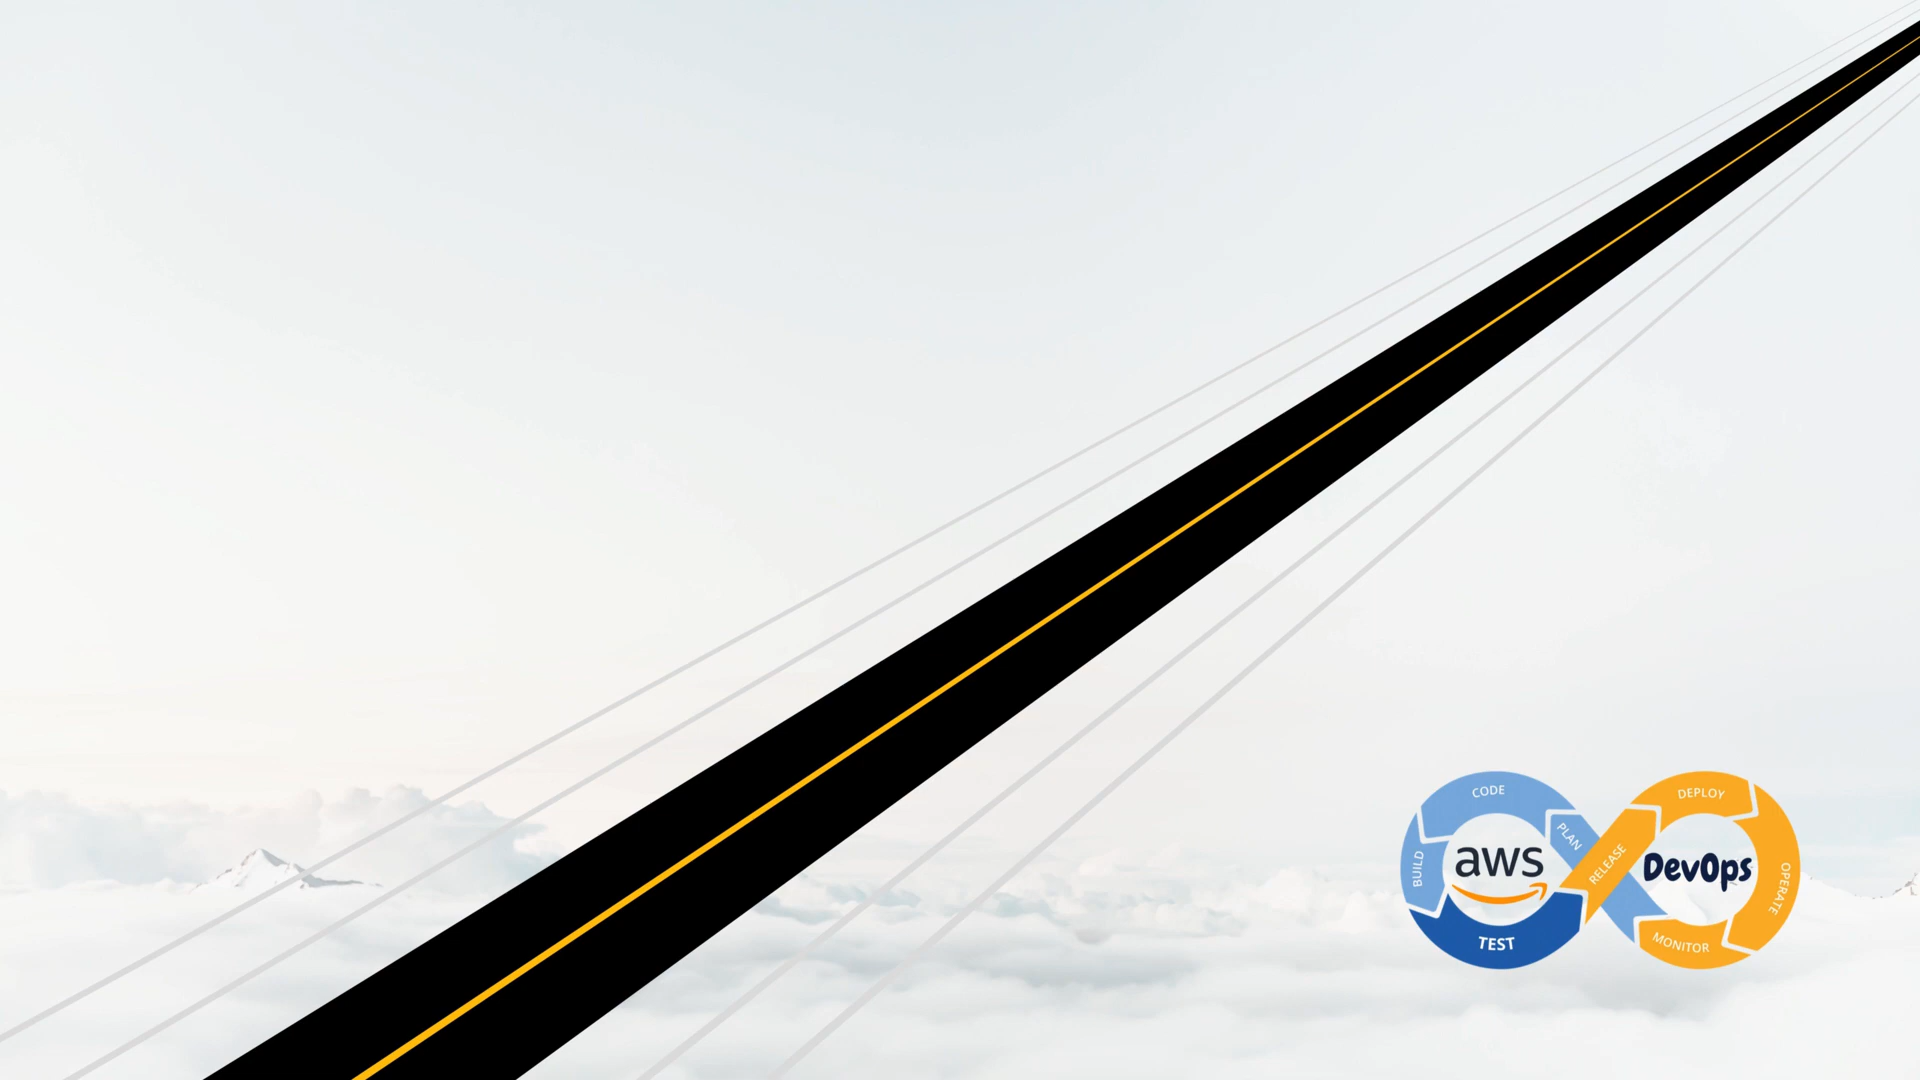 CODE
PLAN
BUILD
aws
TEST
RELEASE
DEPLOY
DevOps
OPERATE
MONITOR